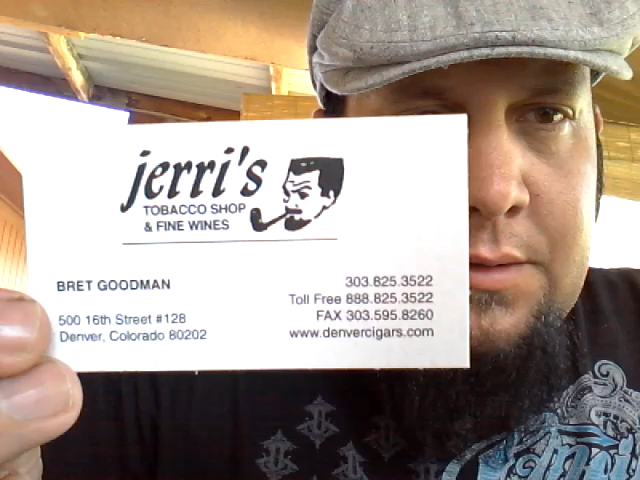 jerri's
TOBACCO SHOP
& FINE WINES
BRET GOODMAN
500 16th Street #128
Denver, Colorado 80202
303.825.3522
Toll Free 888.825.3522
FAX 303.595.8260
www.denvercigars.com